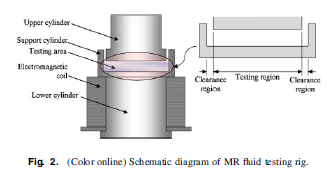 Upper cylinder
Support cylinder
Testing area
Electromagnetic
coil
Lower cylinder
Testing region
Clearance
region
Clearance
region
Fig. 2. (Color online) Schematic diagram of MR fluid testing rig.